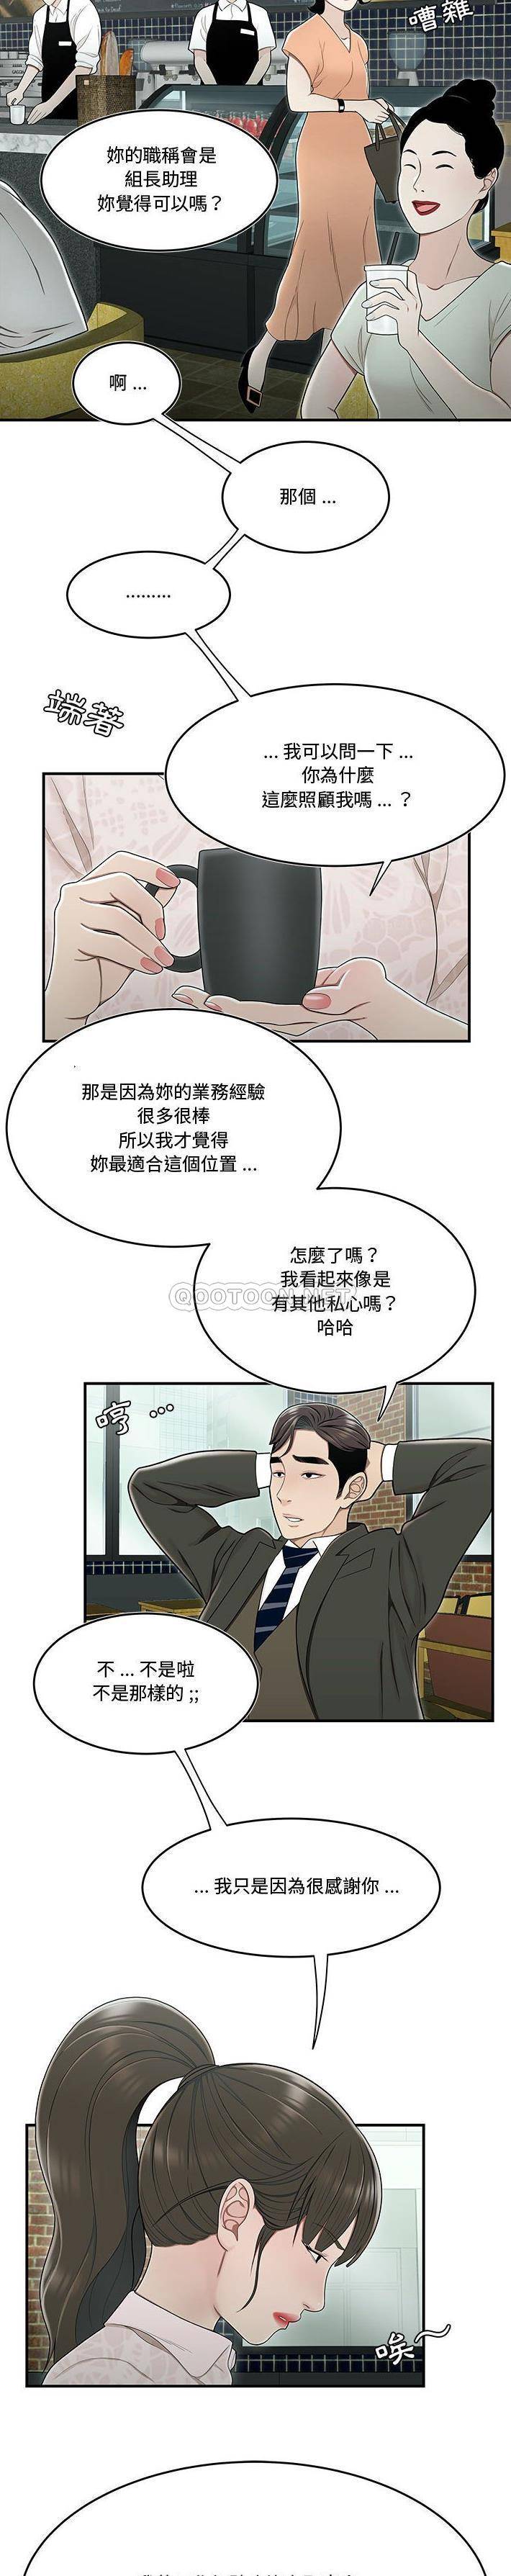 嘈雜
妳的職稱會是
組長助理
妳覺得可以嗎？
啊 ...
那個 ...
.........
端著
... 我可以問一下 ...
你為什麼
這麼照顧我嗎 ... ？
那是因為妳的業務經驗
很多很棒
所以我才覺得
妳最適合這個位置 ...
怎麼了嗎？
我看起來像是
有其他私心嗎？
哈哈
QOOTOON.NET
哼 ...
不 ... 不是啦
不是那樣的 ;;
... 我只是因為很感謝你 ...
唉～